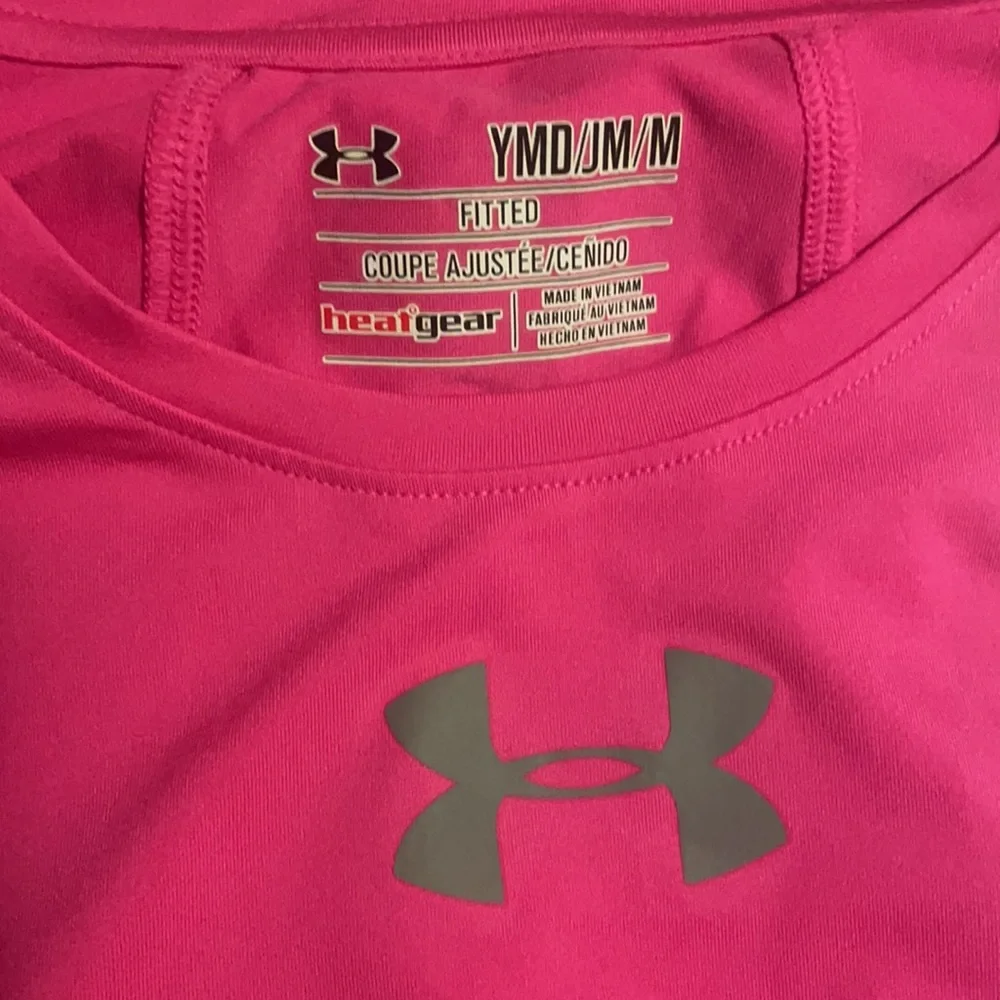 YMD/JM/M
FITTED
COUPE AJUSTÉE/CEÑIDO
heatgear
MADE IN VIETNAM
FABRIQUÉ AU VIETNAM
HECHO EN VIETNAM